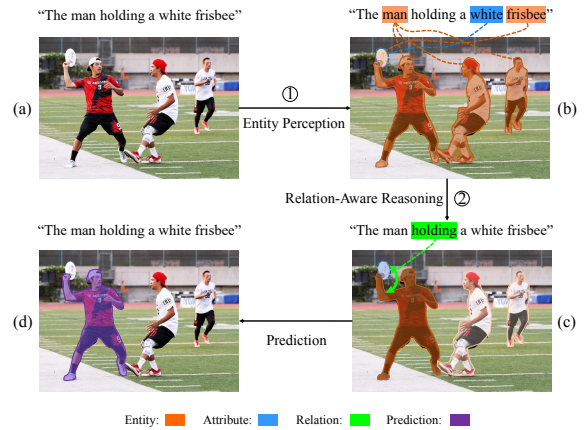 “The man holding a white frisbee”
“The man holding a white frisbee”
(a)
①
Entity Perception
(b)
Relation-Aware Reasoning
②
“The man holding a white frisbee”
“The man holding a white frisbee”
(d)
Prediction
(c)
Entity:
Attribute:
Relation:
Prediction: